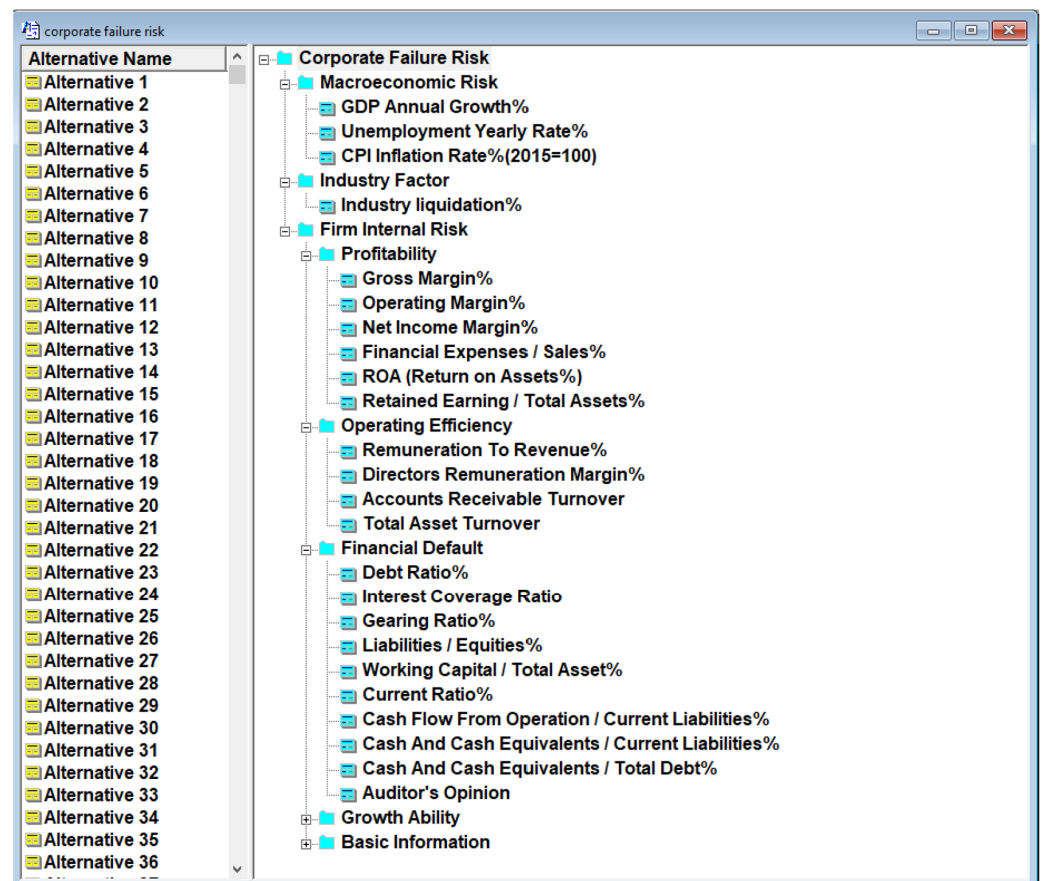 corporate failure risk
Alternative Name
Alternative 1
Alternative 2
Alternative 3
Alternative 4
Alternative 5
Alternative 6
Alternative 7
Alternative 8
Alternative 9
Alternative 10
Alternative 11
Alternative 12
Alternative 13
Alternative 14
Alternative 15
Alternative 16
Alternative 17
Alternative 18
Alternative 19
Alternative 20
Alternative 21
Alternative 22
Alternative 23
Alternative 24
Alternative 25
Alternative 26
Alternative 27
Alternative 28
Alternative 29
Alternative 30
Alternative 31
Alternative 32
Alternative 33
Alternative 34
Alternative 35
Alternative 36
Corporate Failure Risk
Macroeconomic Risk
GDP Annual Growth%
Unemployment Yearly Rate%
CPI Inflation Rate%(2015=100)
Industry Factor
Industry liquidation%
Firm Internal Risk
Profitability
Gross Margin%
Operating Margin%
Net Income Margin%
Financial Expenses / Sales%
ROA (Return on Assets%)
Retained Earning / Total Assets%
Operating Efficiency
Remuneration To Revenue%
Directors Remuneration Margin%
Accounts Receivable Turnover
Total Asset Turnover
Financial Default
Debt Ratio%
Interest Coverage Ratio
Gearing Ratio%
Liabilities / Equities%
Working Capital / Total Asset%
Current Ratio%
Cash Flow From Operation / Current Liabilities%
Cash And Cash Equivalents / Current Liabilities%
Cash And Cash Equivalents / Total Debt%
Auditor's Opinion
Growth Ability
Basic Information